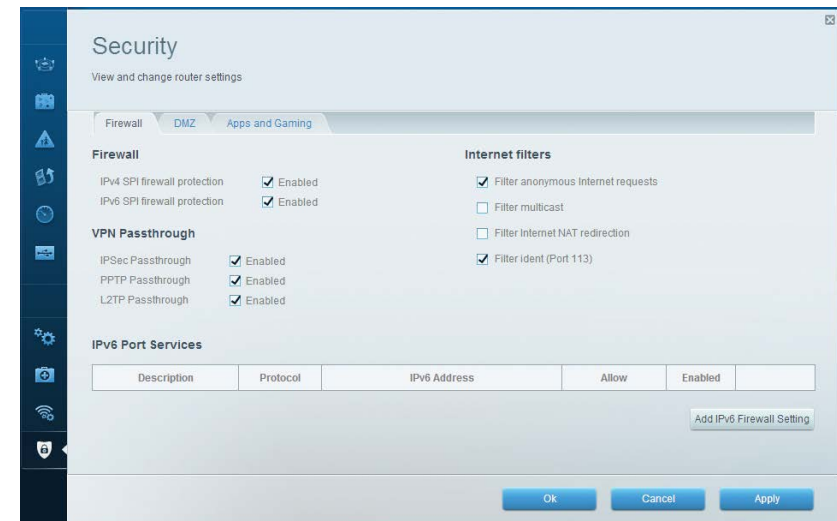 Security
View and change router settings
Firewall DMZ Apps and Gaming
Firewall
IPv4 SPI firewall protection Enabled
IPv6 SPI firewall protection Enabled
VPN Passthrough
IPSec Passthrough Enabled
PPTP Passthrough Enabled
L2TP Passthrough Enabled
Internet filters
Filter anonymous Internet requests
Filter multicast
Filter Internet NAT redirection
Filter ident (Port 113)
IPv6 Port Services
Description Protocol IPv6 Address Allow Enabled
Add IPv6 Firewall Setting
Ok Cancel Apply